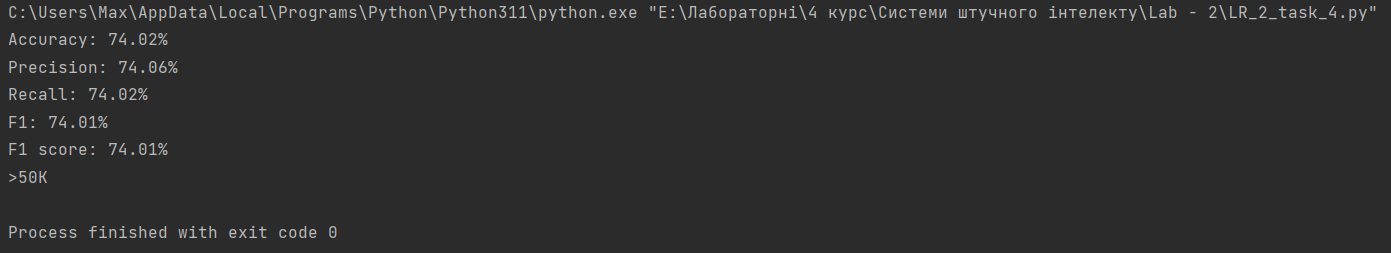 C:\Users\Max\AppData\Local\Programs\Python\Python311\python.exe "E:\Лабораторні\4 курс\Системи штучного інтелекту\Lab - 2\LR_2_task_4.py"
Accuracy: 74.02%
Precision: 74.06%
Recall: 74.02%
F1: 74.01%
F1 score: 74.01%
>50K
Process finished with exit code 0